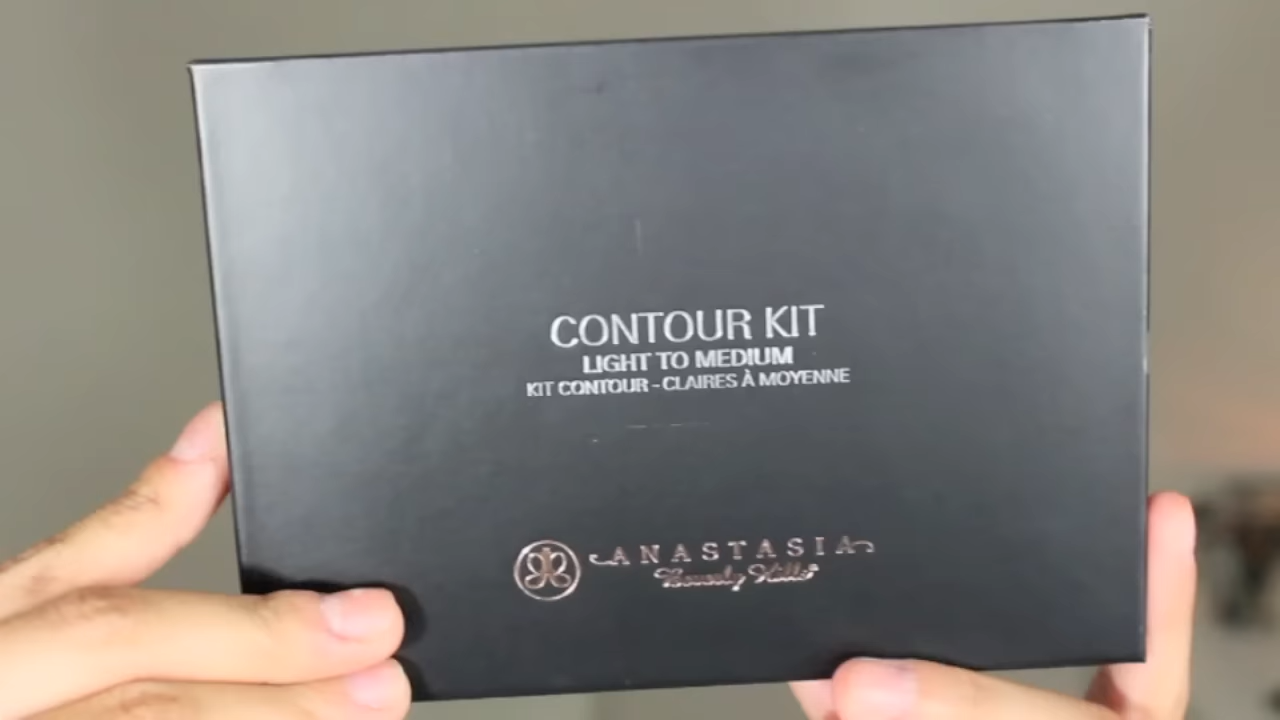 CONTOUR KIT
LIGHT TO MEDIUM
KIT CONTOUR - CLAIRES À MOYENNE
ANASTASIA
Beverly Hills